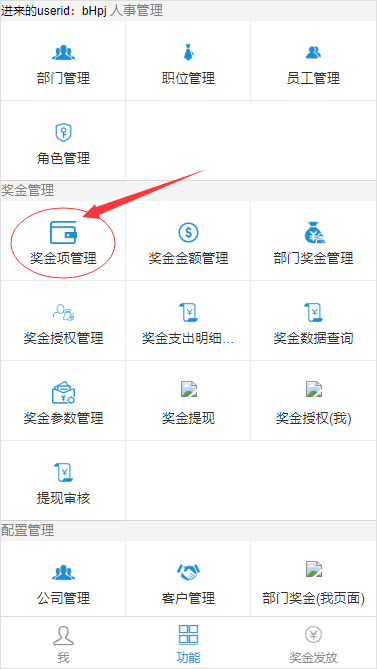 进来的userid：bHpj 人事管理
部门管理 职位管理 员工管理
角色管理
奖金管理
奖金项管理 奖金金额管理 部门奖金管理
奖金授权管理 奖金支出明细... 奖金数据查询
奖金参数管理 奖金提现 奖金授权(我)
提现审核
配置管理
公司管理 客户管理 部门奖金(我页面)
我 功能 奖金发放